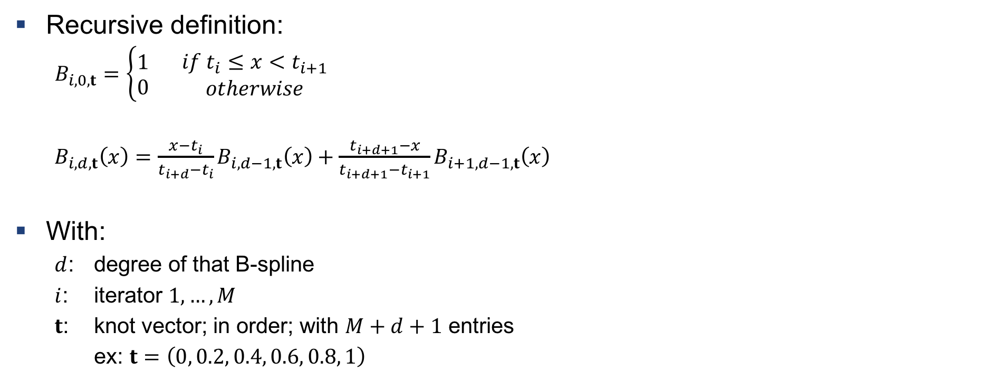 ▪ Recursive definition:
$B_{i,0,\mathbf{t}} = \begin{cases} 1 & if\ t_i \leq x < t_{i+1} \\ 0 & otherwise \end{cases}$
$B_{i,d,\mathbf{t}}(x) = \frac{x-t_i}{t_{i+d}-t_i} B_{i,d-1,\mathbf{t}}(x) + \frac{t_{i+d+1}-x}{t_{i+d+1}-t_{i+1}} B_{i+1,d-1,\mathbf{t}}(x)$
▪ With:
$d$: degree of that B-spline
$i$: iterator $1, \ldots, M$
$\mathbf{t}$: knot vector; in order; with $M + d + 1$ entries
ex: $\mathbf{t} = (0, 0.2, 0.4, 0.6, 0.8, 1)$